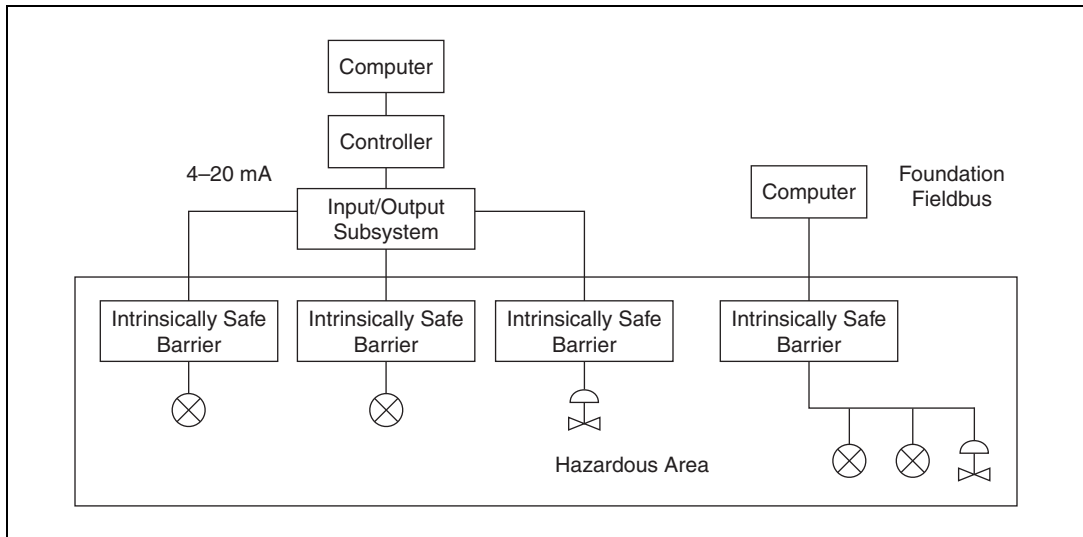 Computer
Controller
4–20 mA
Input/Output
Subsystem
Computer
Foundation
Fieldbus
Intrinsically Safe
Barrier
Intrinsically Safe
Barrier
Intrinsically Safe
Barrier
Intrinsically Safe
Barrier
Hazardous Area